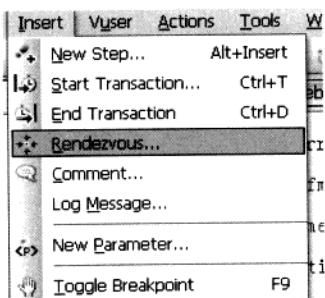 Insert Vuser Actions Tools W
New Step... Alt+Insert
Start Transaction... Ctrl+T
End Transaction Ctrl+D
Rendezvous...
Comment...
Log Message...
New Parameter...
Toggle Breakpoint F9